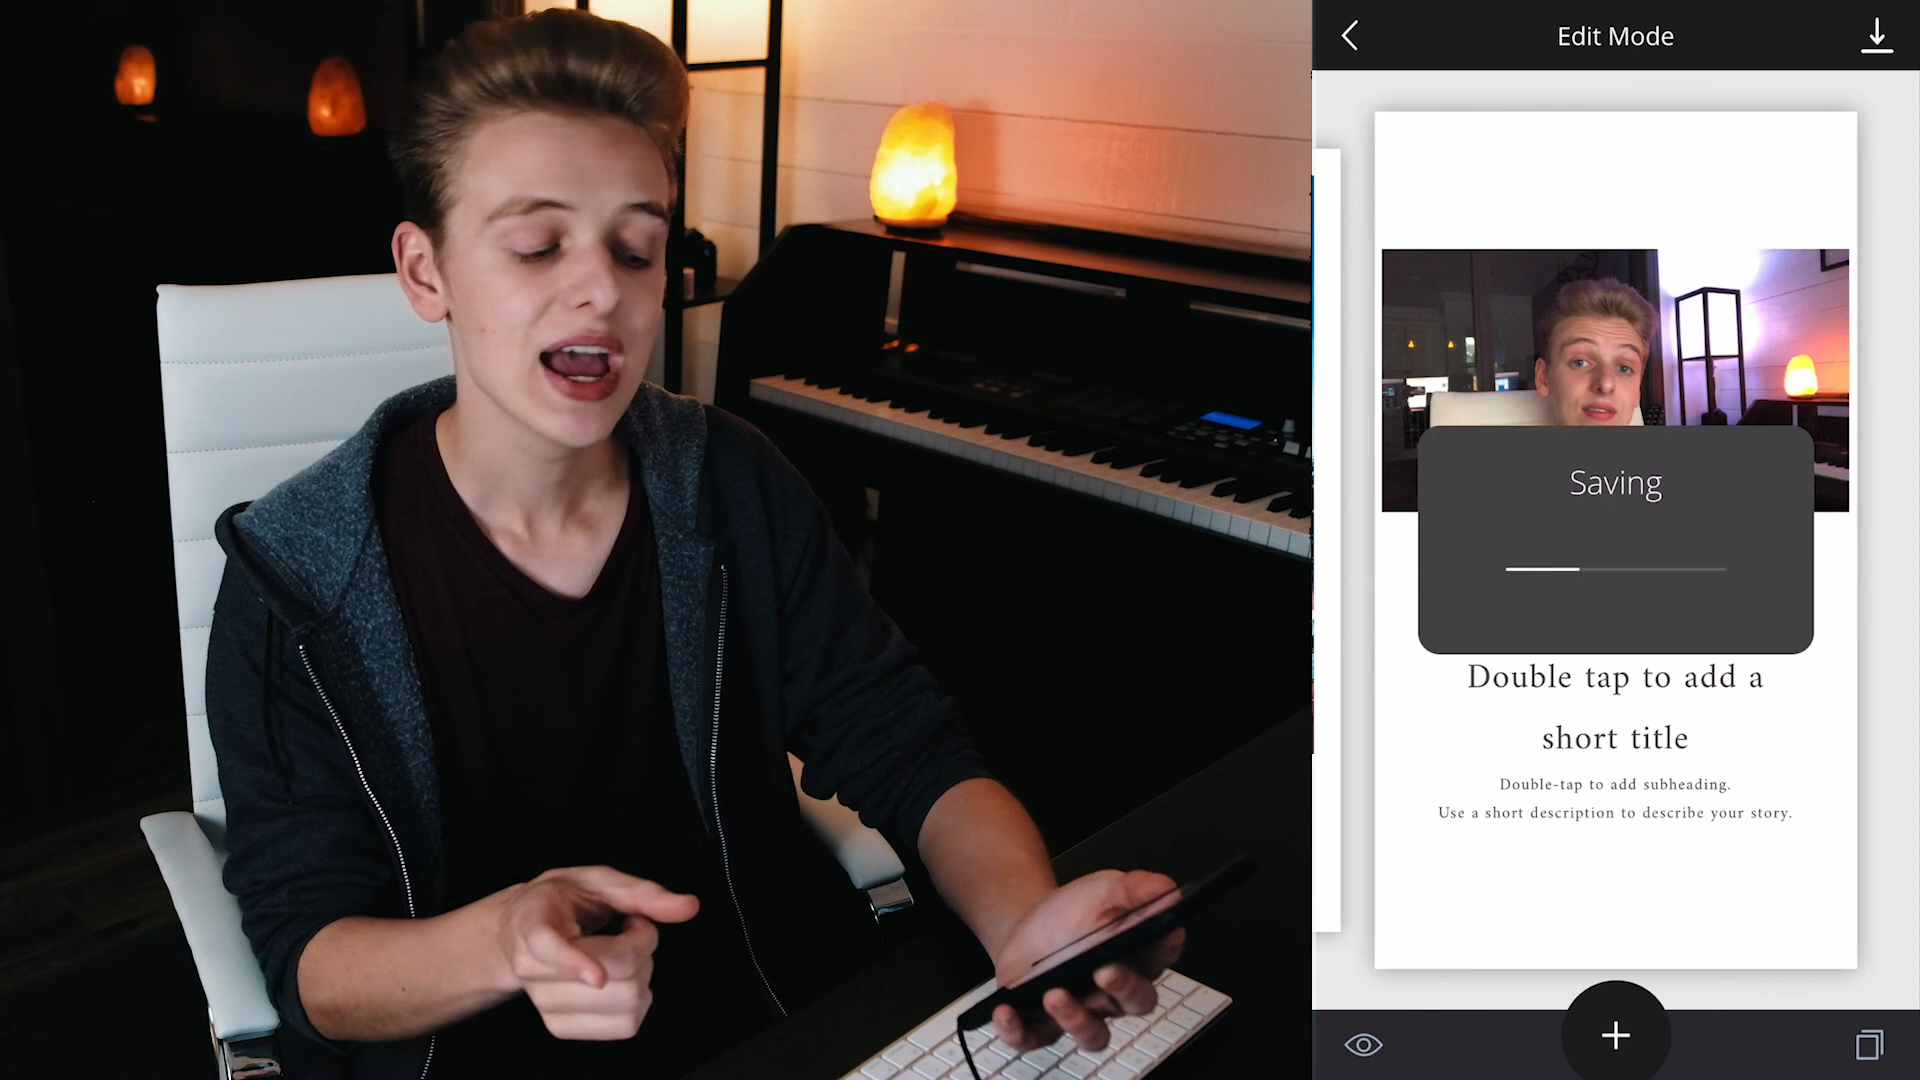 Edit Mode
Saving
Double tap to add a
short title
Double-tap to add subheading.
Use a short description to describe your story.